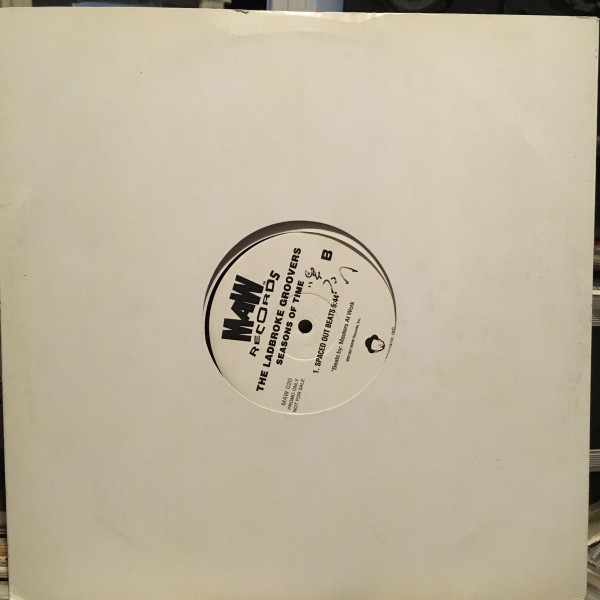 MAW
RECORDS
THE LADBROKE GROOVERS
SEASONS OF TIME
B
1. SPACED OUT BEATS 5:44*
*Beats by: Masters At Work
MAW 020
PROMO ONLY
NOT FOR SALE